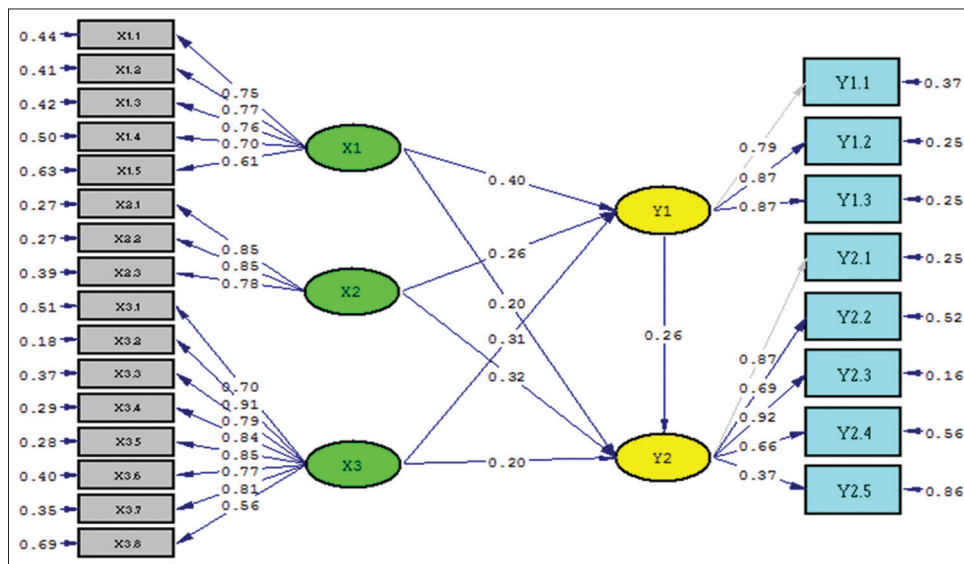 0.44 X1.1
0.41 X1.2
0.42 X1.3
0.50 X1.4
0.63 X1.5
0.27 X2.1
0.27 X2.2
0.39 X2.3
0.51 X3.1
0.18 X3.2
0.37 X3.3
0.29 X3.4
0.28 X3.5
0.40 X3.6
0.35 X3.7
0.69 X3.8
0.75
0.77
0.76
0.70
0.61
0.85
0.85
0.78
0.70
0.91
0.79
0.84
0.85
0.77
0.81
0.56
X1
X2
X3
0.40
0.26
0.20
0.31
0.32
0.20
Y1
0.26
Y2
0.79
0.87
0.87
0.87
0.69
0.92
0.66
0.37
Y1.1 0.37
Y1.2 0.25
Y1.3 0.25
Y2.1 0.25
Y2.2 0.52
Y2.3 0.16
Y2.4 0.56
Y2.5 0.86